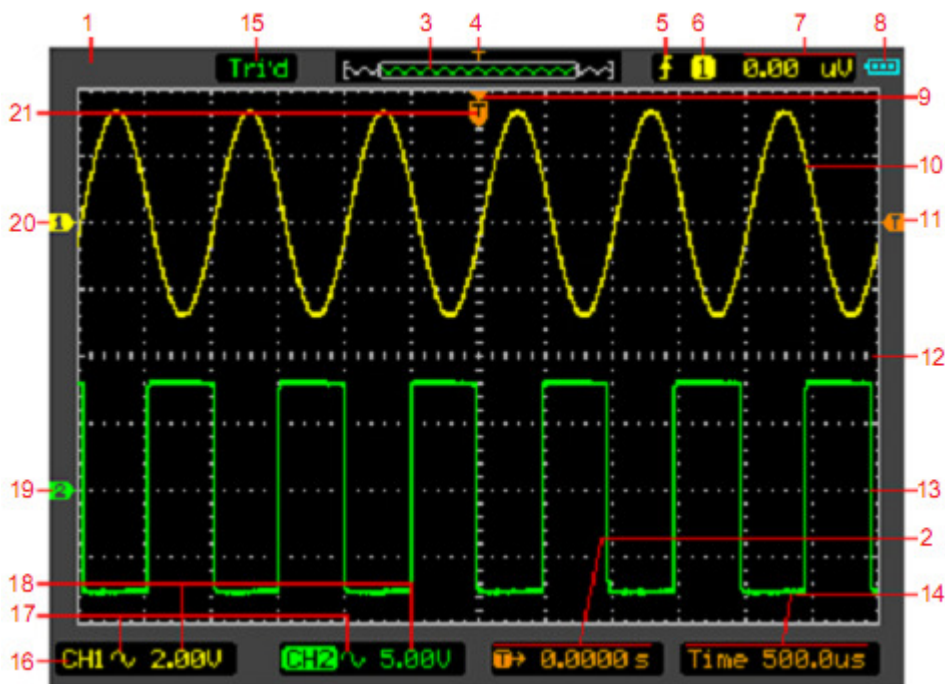 1 15 3 4 5 6 7 8
Tri'd T 1 0.00 uV
21 T 9
10
20 1 T 11
12
19 2 13
2
18 14
17
16 CH1 2.00V CH2 5.00V T→ 0.0000 s Time 500.0us